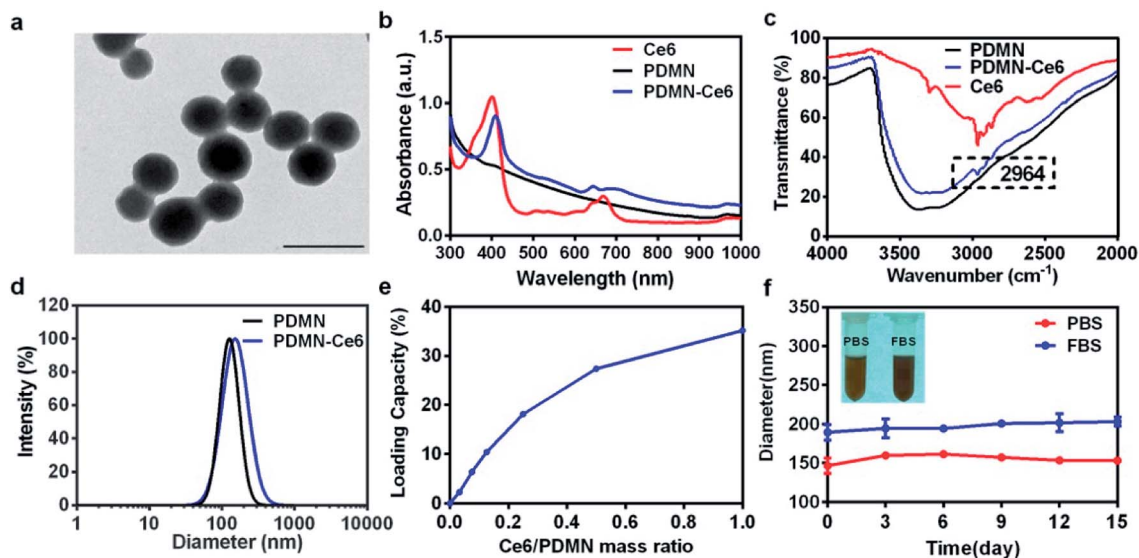 a
b
Absorbance (a.u.)
1.5
1.0
0.5
0.0
300 400 500 600 700 800 900 1000
Wavelength (nm)
Ce6
PDMN
PDMN-Ce6
c
Transmittance (%)
100
80
60
40
20
0
4000 3500 3000 2500 2000
Wavenumber (cm⁻¹)
PDMN
PDMN-Ce6
Ce6
2964
d
Intensity (%)
120
100
80
60
40
20
0
1 10 100 1000 10000
Diameter (nm)
PDMN
PDMN-Ce6
e
Loading Capacity (%)
40
30
20
10
0
0.0 0.2 0.4 0.6 0.8 1.0
Ce6/PDMN mass ratio
f
Diameter(nm)
350
300
250
200
150
100
0 3 6 9 12 15
Time(day)
PBS FBS
PBS
FBS